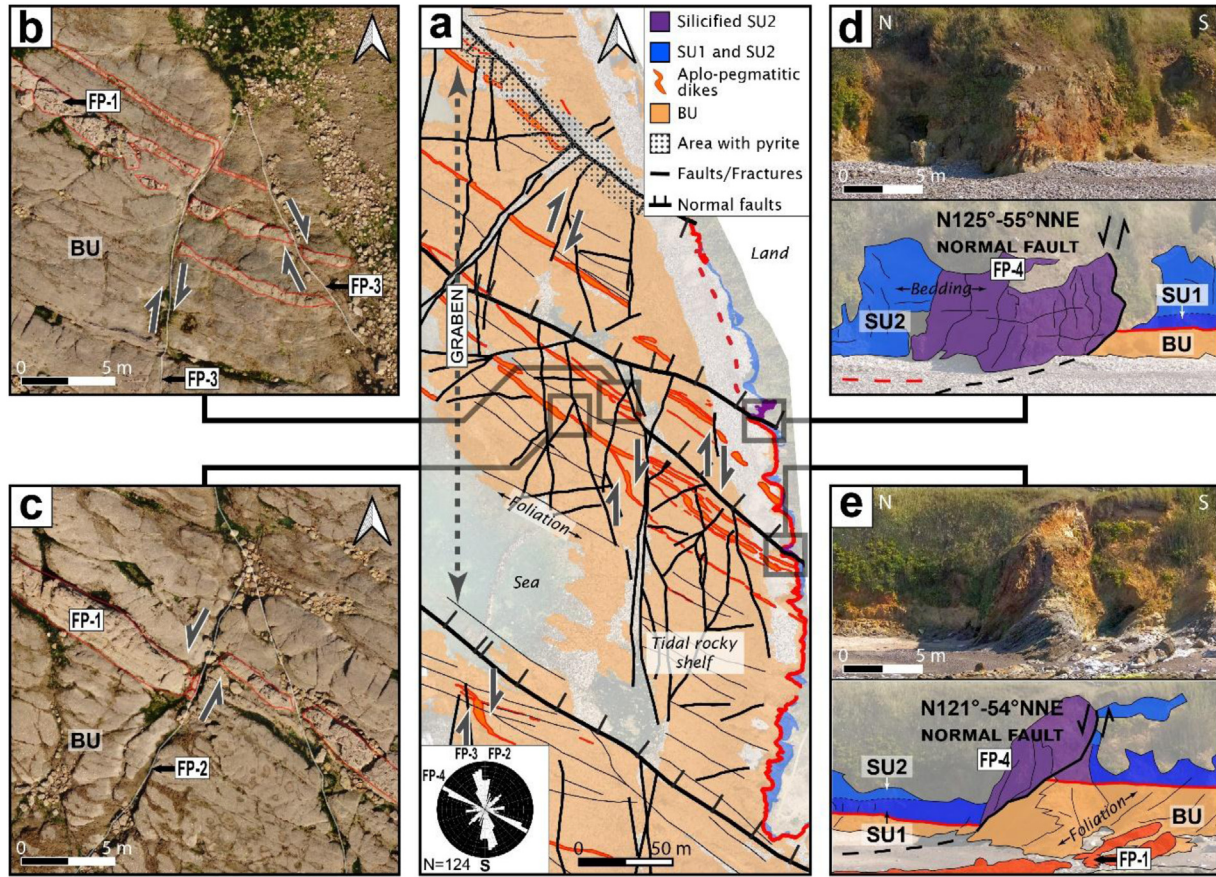 b
FP-1
BU
FP-3
FP-3
0
5 m
a
Silicified SU2
SU1 and SU2
Aplo-pegmatitic
dikes
BU
Area with pyrite
Faults/Fractures
Normal faults
Land
GRABEN
Foliation
Sea
Tidal rocky
shelf
FP-3 FP-2
FP-4
N=124
S
0
50 m
d
N
S
0
5 m
N125°-55°NNE
NORMAL FAULT
FP-4
Bedding
SU1
SU2
BU
c
FP-1
BU
FP-2
0
5 m
e
N
S
0
5 m
N121°-54°NNE
NORMAL FAULT
FP-4
SU2
SU1
Foliation
BU
FP-1